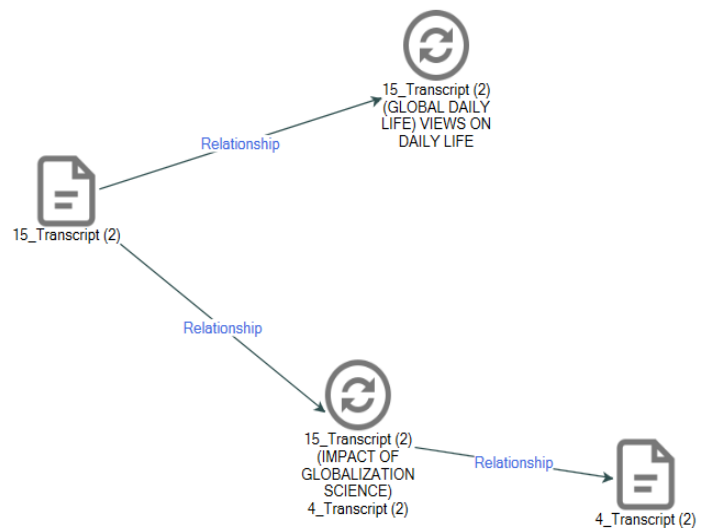 15_Transcript (2)
(GLOBAL DAILY
LIFE) VIEWS ON
DAILY LIFE
Relationship
15_Transcript (2)
Relationship
15_Transcript (2)
(IMPACT OF
GLOBALIZATION
SCIENCE)
4_Transcript (2)
Relationship
4_Transcript (2)